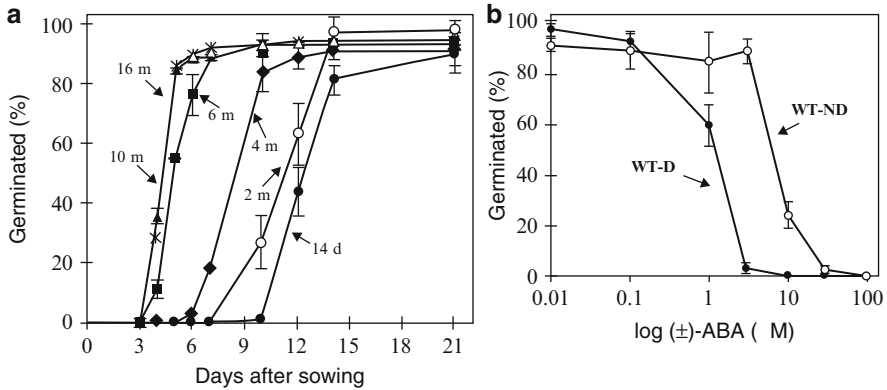 a
Germinated (%)
100
80
60
40
20
0
16 m
10 m
6 m
4 m
2 m
14 d
0 3 6 9 12 15 18 21
Days after sowing
b
Germinated (%)
100
80
60
40
20
0
WT-ND
WT-D
0.01 0.1 1 10 100
log (±)-ABA ( M)